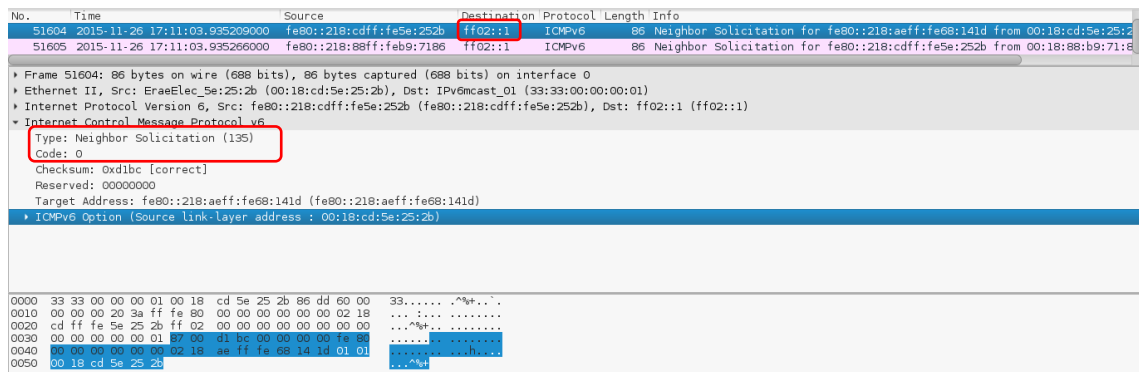 No. Time Source Destination Protocol Length Info
51604 2015-11-26 17:11:03.935209000 fe80::218:cdff:fe5e:252b ff02::1 ICMPv6 86 Neighbor Solicitation for fe80::218:aeff:fe68:141d from 00:18:cd:5e:25:2
51605 2015-11-26 17:11:03.935266000 fe80::218:88ff:feb9:7186 ff02::1 ICMPv6 86 Neighbor Solicitation for fe80::218:cdff:fe5e:252b from 00:18:88:b9:71:8
Frame 51604: 86 bytes on wire (688 bits), 86 bytes captured (688 bits) on interface 0
Ethernet II, Src: EraeElec_5e:25:2b (00:18:cd:5e:25:2b), Dst: IPv6mcast_01 (33:33:00:00:00:01)
Internet Protocol Version 6, Src: fe80::218:cdff:fe5e:252b (fe80::218:cdff:fe5e:252b), Dst: ff02::1 (ff02::1)
Internet Control Message Protocol v6
Type: Neighbor Solicitation (135)
Code: 0
Checksum: 0xd1bc [correct]
Reserved: 00000000
Target Address: fe80::218:aeff:fe68:141d (fe80::218:aeff:fe68:141d)
ICMPv6 Option (Source link-layer address : 00:18:cd:5e:25:2b)
0000 33 33 00 00 00 01 00 18 cd 5e 25 2b 86 dd 60 00 33...... .^%+..`.
0010 00 00 00 20 3a ff fe 80 00 00 00 00 00 00 02 18 ... :... ........
0020 cd ff fe 5e 25 2b ff 02 00 00 00 00 00 00 00 00 ...^%+.. ........
0030 00 00 00 00 00 01 87 00 d1 bc 00 00 00 00 fe 80 ........ ........
0040 00 00 00 00 00 00 02 18 ae ff fe 68 14 1d 01 01 ........ ...h....
0050 00 18 cd 5e 25 2b ...^%+